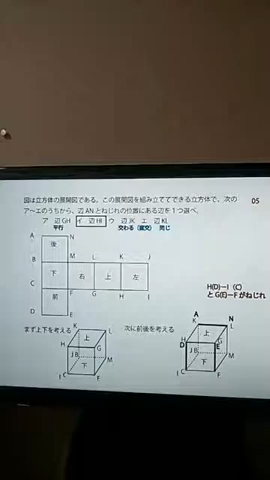 図は立方体の展開図である。この展開図を組み立ててできる立方体で、次の 05
ア～エのうちから、辺ANとねじれの位置にある辺を1つ選べ。
ア 辺GH イ 辺HI ウ 辺JK エ 辺KL
平行 交わる(直交) 同じ
A N
後
B M L K J
下 右 上 左
C F G H I
前
D E
H(D)－I (C)
と G(E)－Fがねじれ
まず上下を考える 次に前後を考える
K L
上
H G
J B M
下
I C F
A N
K L
上
H G
D E
J B M
下
I C F